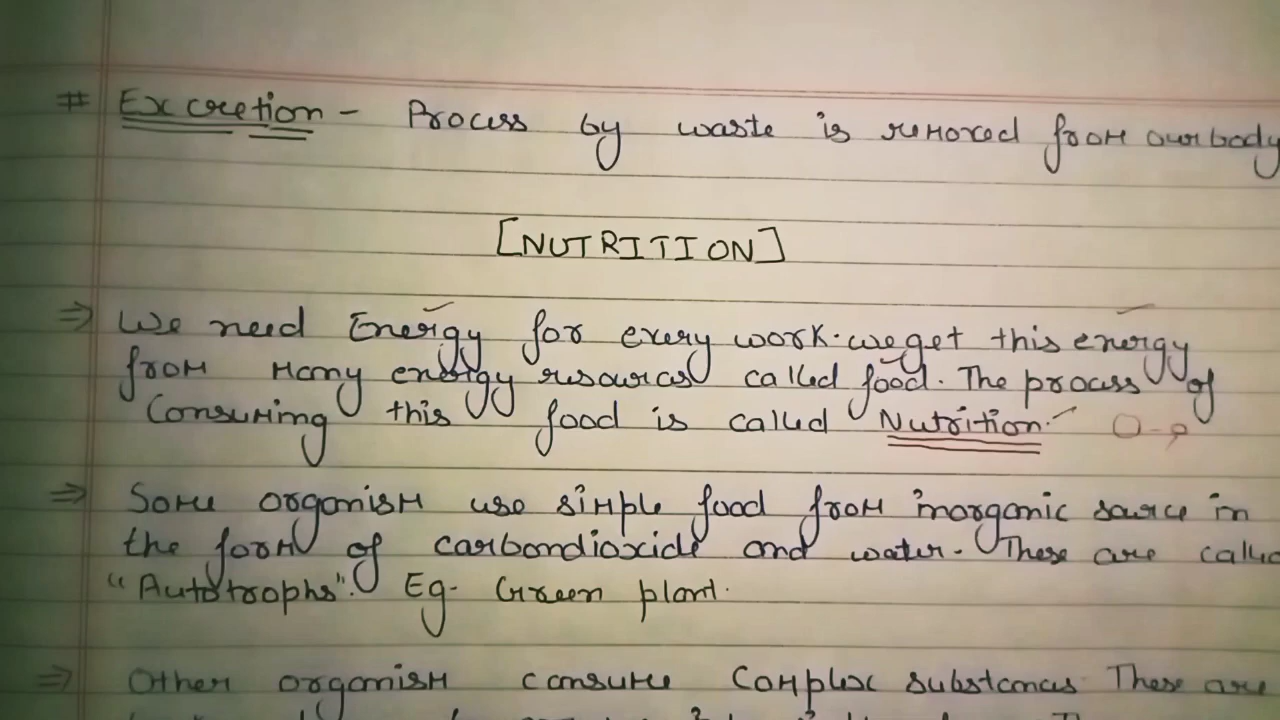 # Excretion - Process by waste is removed from our body
[NUTRITION]
⇒ We need Energy for every work. we get this energy
from many energy resources called food. The process of
Consuming this food is called Nutrition.
⇒ Some organism use simple food from inorganic source in
the form of carbondioxide and water. These are called
"Autotrophs". Eg- Green plant.
⇒ Other organism consume Complex substances These are